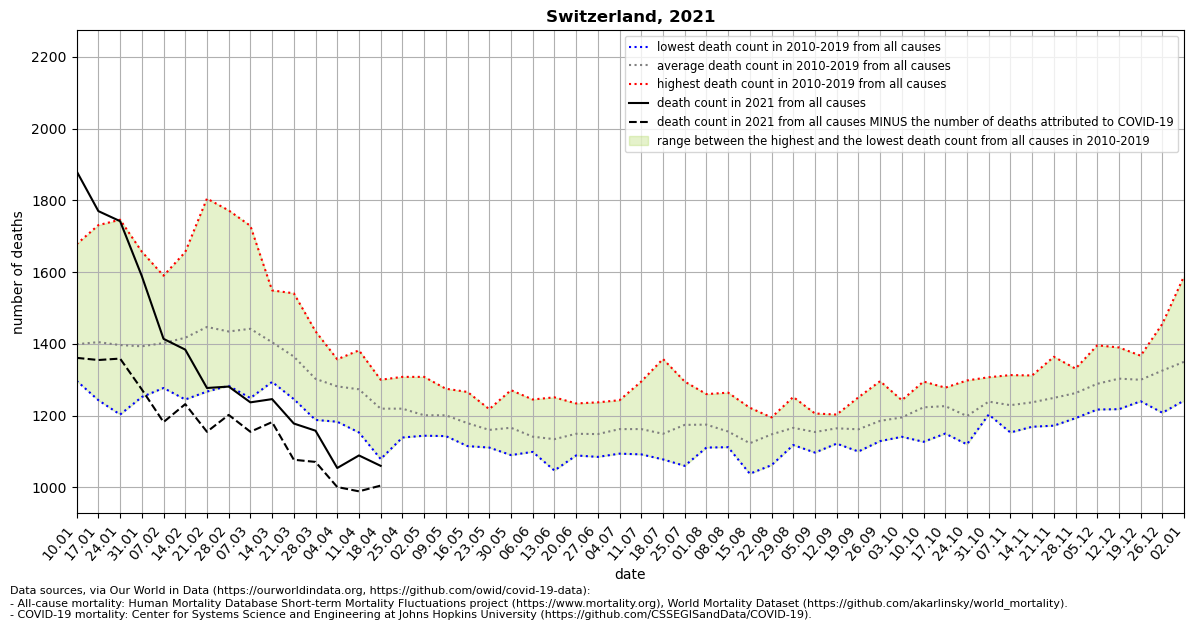 Switzerland, 2021
lowest death count in 2010-2019 from all causes
average death count in 2010-2019 from all causes
highest death count in 2010-2019 from all causes
death count in 2021 from all causes
death count in 2021 from all causes MINUS the number of deaths attributed to COVID-19
range between the highest and the lowest death count from all causes in 2010-2019
number of deaths
2200
2000
1800
1600
1400
1200
1000
10.01 17.01 24.01 31.01 07.02 14.02 21.02 28.02 07.03 14.03 21.03 28.03 04.04 11.04 18.04 25.04 02.05 09.05 16.05 23.05 30.05 06.06 13.06 20.06 27.06 04.07 11.07 18.07 25.07 01.08 08.08 15.08 22.08 29.08 05.09 12.09 19.09 26.09 03.10 10.10 17.10 24.10 31.10 07.11 14.11 21.11 28.11 05.12 12.12 19.12 26.12 02.01
date
Data sources, via Our World in Data (https://ourworldindata.org, https://github.com/owid/covid-19-data):
- All-cause mortality: Human Mortality Database Short-term Mortality Fluctuations project (https://www.mortality.org), World Mortality Dataset (https://github.com/akarlinsky/world_mortality).
- COVID-19 mortality: Center for Systems Science and Engineering at Johns Hopkins University (https://github.com/CSSEGISandData/COVID-19).